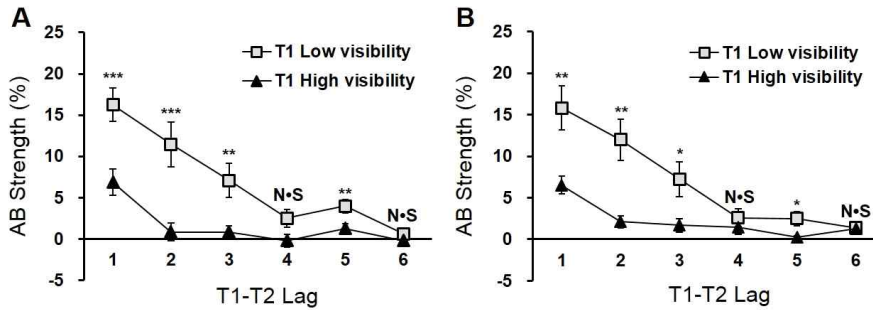 A
AB Strength (%)
25
20
15
10
5
0
-5
T1 Low visibility
T1 High visibility
***
***
**
N•S
**
N•S
1 2 3 4 5 6
T1-T2 Lag
B
AB Strength (%)
25
20
15
10
5
0
-5
T1 Low visibility
T1 High visibility
**
**
*
N•S
*
N•S
1 2 3 4 5 6
T1-T2 Lag